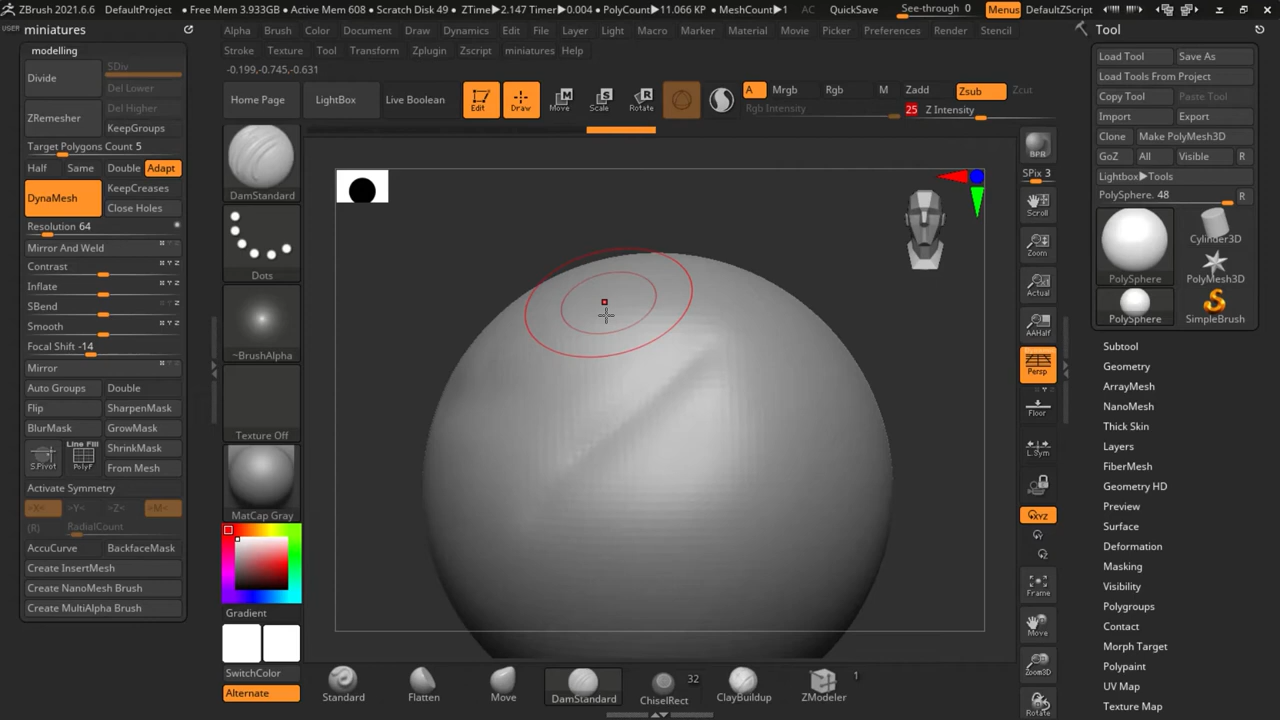 ZBrush 2021.6.6 DefaultProject • Free Mem 3.933GB • Active Mem 608 • Scratch Disk 49 • ZTime▶2.147 Timer▶0.004 • PolyCount▶11.066 KP • MeshCount▶1 AC QuickSave See-through 0 Menus DefaultZScript
USER miniatures Alpha Brush Color Document Draw Dynamics Edit File Layer Light Macro Marker Material Movie Picker Preferences Render Stencil Tool
modelling Stroke Texture Tool Transform Zplugin Zscript miniatures Help
-0.199,-0.745,-0.631
Divide SDiv
Del Lower
ZRemesher Del Higher
KeepGroups
Target Polygons Count 5
Half Same Double Adapt
DynaMesh KeepCreases
Close Holes
Resolution 64
Mirror And Weld X Y Z
Contrast X Y Z
Inflate X Y Z
SBend X Y Z
Smooth X Y Z
Focal Shift -14
Mirror X Y Z
Auto Groups Double
Flip SharpenMask
BlurMask GrowMask
S.Pivot Line Fill PolyF ShrinkMask
From Mesh
Activate Symmetry
>X< >Y< >Z< >M<
(R) RadialCount
AccuCurve BackfaceMask
Create InsertMesh
Create NanoMesh Brush
Create MultiAlpha Brush
Home Page LightBox Live Boolean Edit Draw Move Scale Rotate
A Mrgb Rgb M Zadd Zsub Zcut
Rgb Intensity 25 Z Intensity
DamStandard
Dots
~BrushAlpha
Texture Off
MatCap Gray
Gradient
SwitchColor
Alternate
Standard Flatten Move DamStandard ChiselRect 32 ClayBuildup ZModeler 1
BPR
SPix 3
Scroll
Zoom
Actual
AAHalf
Persp
Floor
L.Sym
XYZ
Y
Z
Frame
Move
Zoom3D
Rotate
Load Tool Save As
Load Tools From Project
Copy Tool Paste Tool
Import Export
Clone Make PolyMesh3D
GoZ All Visible R
Lightbox▶Tools
PolySphere. 48 R
PolySphere Cylinder3D
PolyMesh3D
PolySphere SimpleBrush
Subtool
Geometry
ArrayMesh
NanoMesh
Thick Skin
Layers
FiberMesh
Geometry HD
Preview
Surface
Deformation
Masking
Visibility
Polygroups
Contact
Morph Target
Polypaint
UV Map
Texture Map